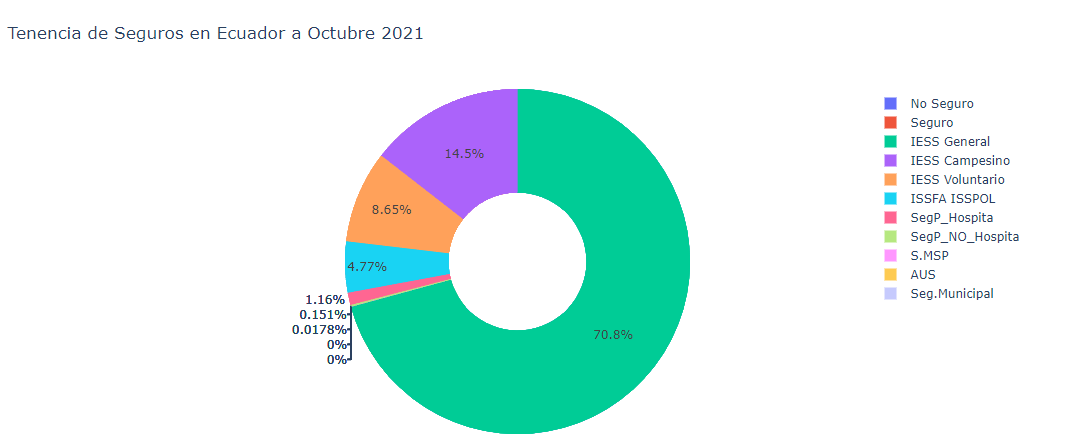 Tenencia de Seguros en Ecuador a Octubre 2021
14.5%
8.65%
4.77%
1.16%
0.151%
0.0178%
0%
0%
70.8%
No Seguro
Seguro
IESS General
IESS Campesino
IESS Voluntario
ISSFA ISSPOL
SegP_Hospita
SegP_NO_Hospita
S.MSP
AUS
Seg.Municipal